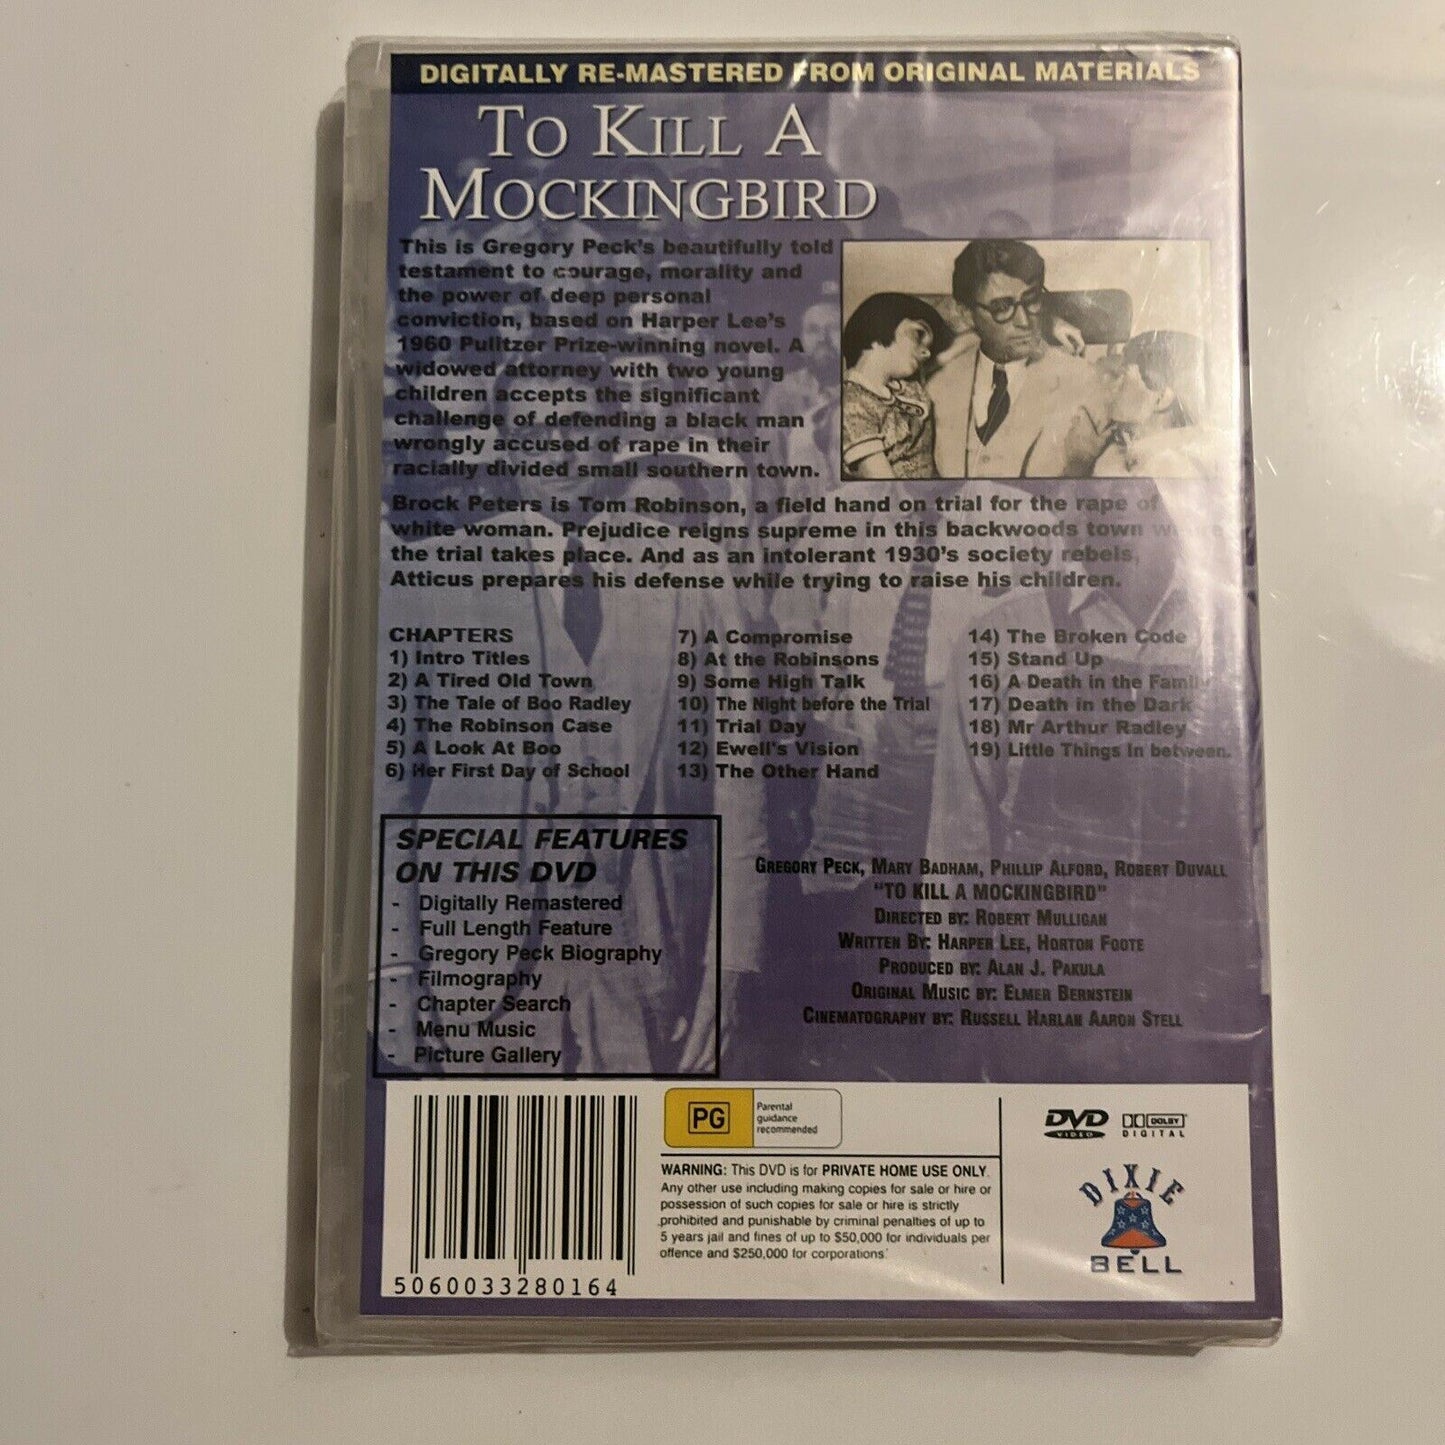 DIGITALLY RE-MASTERED FROM ORIGINAL MATERIALS
TO KILL A
MOCKINGBIRD
This is Gregory Peck's beautifully told
testament to courage, morality and
the power of deep personal
conviction, based on Harper Lee's
1960 Pulitzer Prize-winning novel. A
widowed attorney with two young
children accepts the significant
challenge of defending a black man
wrongly accused of rape in their
racially divided small southern town.
Brock Peters is Tom Robinson, a field hand on trial for the rape of
white woman. Prejudice reigns supreme in this backwoods town
the trial takes place. And as an intolerant 1930's society rebels,
Atticus prepares his defense while trying to raise his children.
CHAPTERS
1) Intro Titles
2) A Tired Old Town
3) The Tale of Boo Radley
4) The Robinson Case
5) A Look At Boo
6) Her First Day of School
7) A Compromise
8) At the Robinsons
9) Some High Talk
10) The Night before the Trial
11) Trial Day
12) Ewell's Vision
13) The Other Hand
14) The Broken Code
15) Stand Up
16) A Death in the Family
17) Death in the Dark
18) Mr Arthur Radley
19) Little Things In between.
SPECIAL FEATURES
ON THIS DVD
- Digitally Remastered
- Full Length Feature
- Gregory Peck Biography
- Filmography
- Chapter Search
- Menu Music
- Picture Gallery
GREGORY PECK, MARY BADHAM, PHILLIP ALFORD, ROBERT DUVALL
"TO KILL A MOCKINGBIRD"
DIRECTED BY: ROBERT MULLIGAN
WRITTEN BY: HARPER LEE, HORTON FOOTE
PRODUCED BY: ALAN J. PAKULA
ORIGINAL MUSIC BY: ELMER BERNSTEIN
CINEMATOGRAPHY BY: RUSSELL HARLAN AARON STELL
5060033280164
PG
Parental
guidance
recommended
WARNING: This DVD is for PRIVATE HOME USE ONLY.
Any other use including making copies for sale or hire or
possession of such copies for sale or hire is strictly
prohibited and punishable by criminal penalties of up to
5 years jail and fines of up to $50,000 for individuals per
offence and $250,000 for corporations.
DVD
VIDEO
DOLBY
DIGITAL
DIXIE
BELL